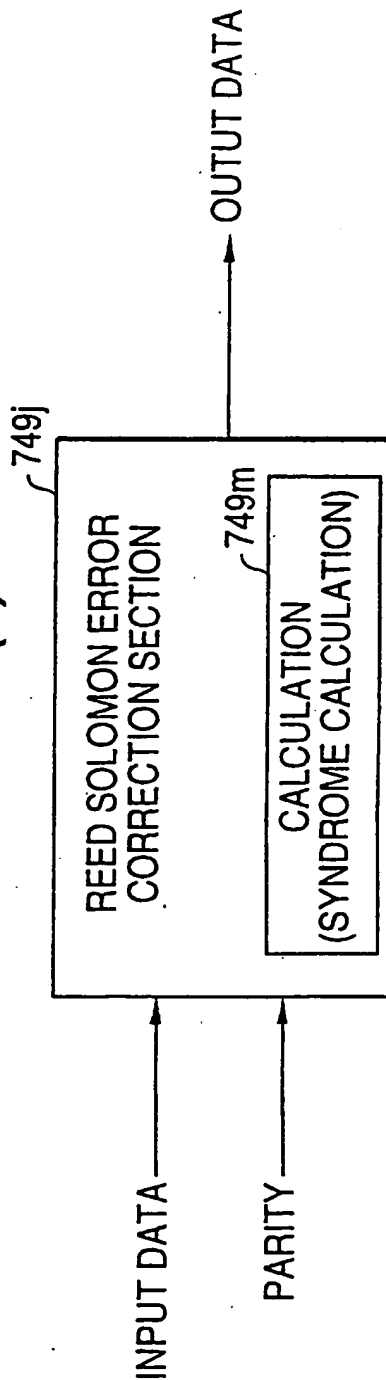 749j
REED SOLOMON ERROR
CORRECTION SECTION
749m
CALCULATION
(SYNDROME CALCULATION)
INPUT DATA
PARITY
OUTUT DATA